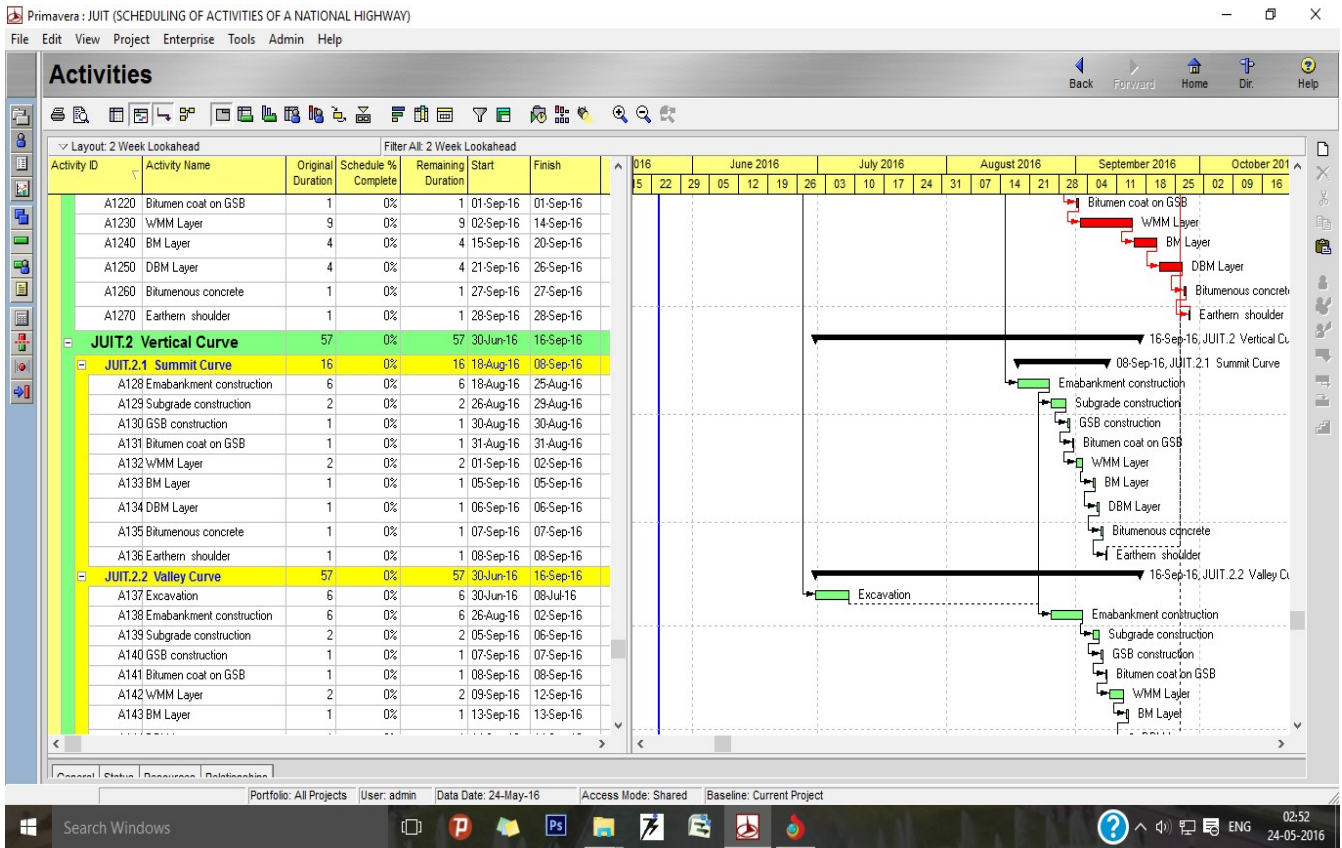 Primavera : JUIT (SCHEDULING OF ACTIVITIES OF A NATIONAL HIGHWAY)
File Edit View Project Enterprise Tools Admin Help
Activities
Back Forward Home Dir. Help
Layout: 2 Week Lookahead Filter All: 2 Week Lookahead
Activity ID Activity Name Original Duration Schedule % Complete Remaining Duration Start Finish
016 June 2016 July 2016 August 2016 September 2016 October 201
15 22 29 05 12 19 26 03 10 17 24 31 07 14 21 28 04 11 18 25 02 09 16
A1220 Bitumen coat on GSB 1 0% 1 01-Sep-16 01-Sep-16 Bitumen coat on GSB
A1230 WMM Layer 9 0% 9 02-Sep-16 14-Sep-16 WMM Layer
A1240 BM Layer 4 0% 4 15-Sep-16 20-Sep-16 BM Layer
A1250 DBM Layer 4 0% 4 21-Sep-16 26-Sep-16 DBM Layer
A1260 Bitumenous concrete 1 0% 1 27-Sep-16 27-Sep-16 Bitumenous concret
A1270 Earthern shoulder 1 0% 1 28-Sep-16 28-Sep-16 Earthern shoulder
JUIT.2 Vertical Curve 57 0% 57 30-Jun-16 16-Sep-16 16-Sep-16, JUIT.2 Vertical Cu
JUIT.2.1 Summit Curve 16 0% 16 18-Aug-16 08-Sep-16 08-Sep-16, JUIT.2.1 Summit Curve
A128 Emabankment construction 6 0% 6 18-Aug-16 25-Aug-16 Emabankment construction
A129 Subgrade construction 2 0% 2 26-Aug-16 29-Aug-16 Subgrade construction
A130 GSB construction 1 0% 1 30-Aug-16 30-Aug-16 GSB construction
A131 Bitumen coat on GSB 1 0% 1 31-Aug-16 31-Aug-16 Bitumen coat on GSB
A132 WMM Layer 2 0% 2 01-Sep-16 02-Sep-16 WMM Layer
A133 BM Layer 1 0% 1 05-Sep-16 05-Sep-16 BM Layer
A134 DBM Layer 1 0% 1 06-Sep-16 06-Sep-16 DBM Layer
A135 Bitumenous concrete 1 0% 1 07-Sep-16 07-Sep-16 Bitumenous concrete
A136 Earthern shoulder 1 0% 1 08-Sep-16 08-Sep-16 Earthern shoulder
JUIT.2.2 Valley Curve 57 0% 57 30-Jun-16 16-Sep-16 16-Sep-16, JUIT.2.2 Valley Cu
A137 Excavation 6 0% 6 30-Jun-16 08-Jul-16 Excavation
A138 Emabankment construction 6 0% 6 26-Aug-16 02-Sep-16 Emabankment construction
A139 Subgrade construction 2 0% 2 05-Sep-16 06-Sep-16 Subgrade construction
A140 GSB construction 1 0% 1 07-Sep-16 07-Sep-16 GSB construction
A141 Bitumen coat on GSB 1 0% 1 08-Sep-16 08-Sep-16 Bitumen coat on GSB
A142 WMM Layer 2 0% 2 09-Sep-16 12-Sep-16 WMM Layer
A143 BM Layer 1 0% 1 13-Sep-16 13-Sep-16 BM Layer
General Status Resources Relationships
Portfolio: All Projects User: admin Data Date: 24-May-16 Access Mode: Shared Baseline: Current Project
Search Windows Ps ENG 02:52
24-05-2016